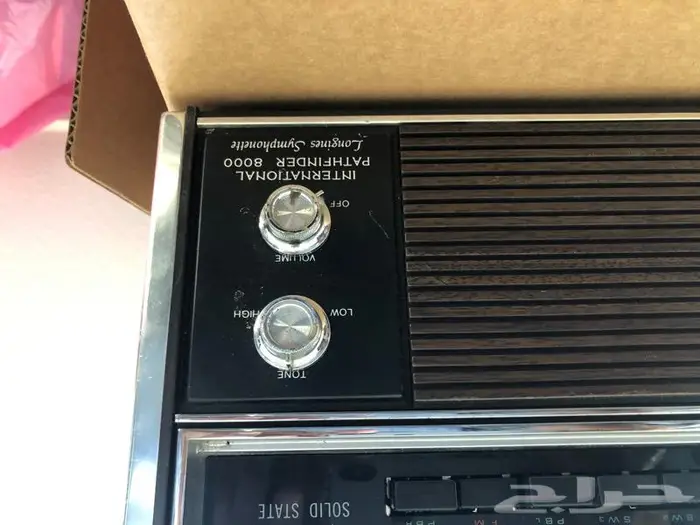 SOLID STATE
FM
TONE
LOW HIGH
VOLUME
OFF
INTERNATIONAL
PATHFINDER 8000
Longines Symphonette
حراج